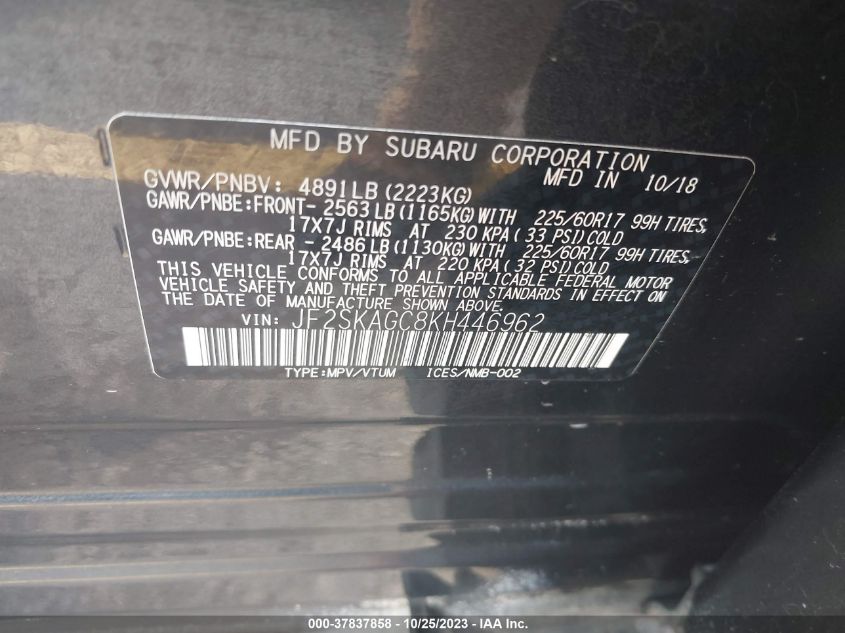 MFD BY SUBARU CORPORATION
GVWR/PNBV: 4891LB (2223KG) MFD IN 10/18
GAWR/PNBE:FRONT- 2563LB (1165KG) WITH 225/60R17 99H TIRES,
17X7J RIMS AT 230 KPA( 33 PSI)COLD
GAWR/PNBE:REAR - 2486LB (1130KG) WITH 225/60R17 99H TIRES,
17X7J RIMS AT 220 KPA( 32 PSI)COLD
THIS VEHICLE CONFORMS TO ALL APPLICABLE FEDERAL MOTOR
VEHICLE SAFETY AND THEFT PREVENTION STANDARDS IN EFFECT ON
THE DATE OF MANUFACTURE SHOWN ABOVE.
VIN: JF2SKAGC8KH446962
TYPE:MPV/VTUM ICES/NMB-002
000-37837858 - 10/25/2023 - IAA Inc.